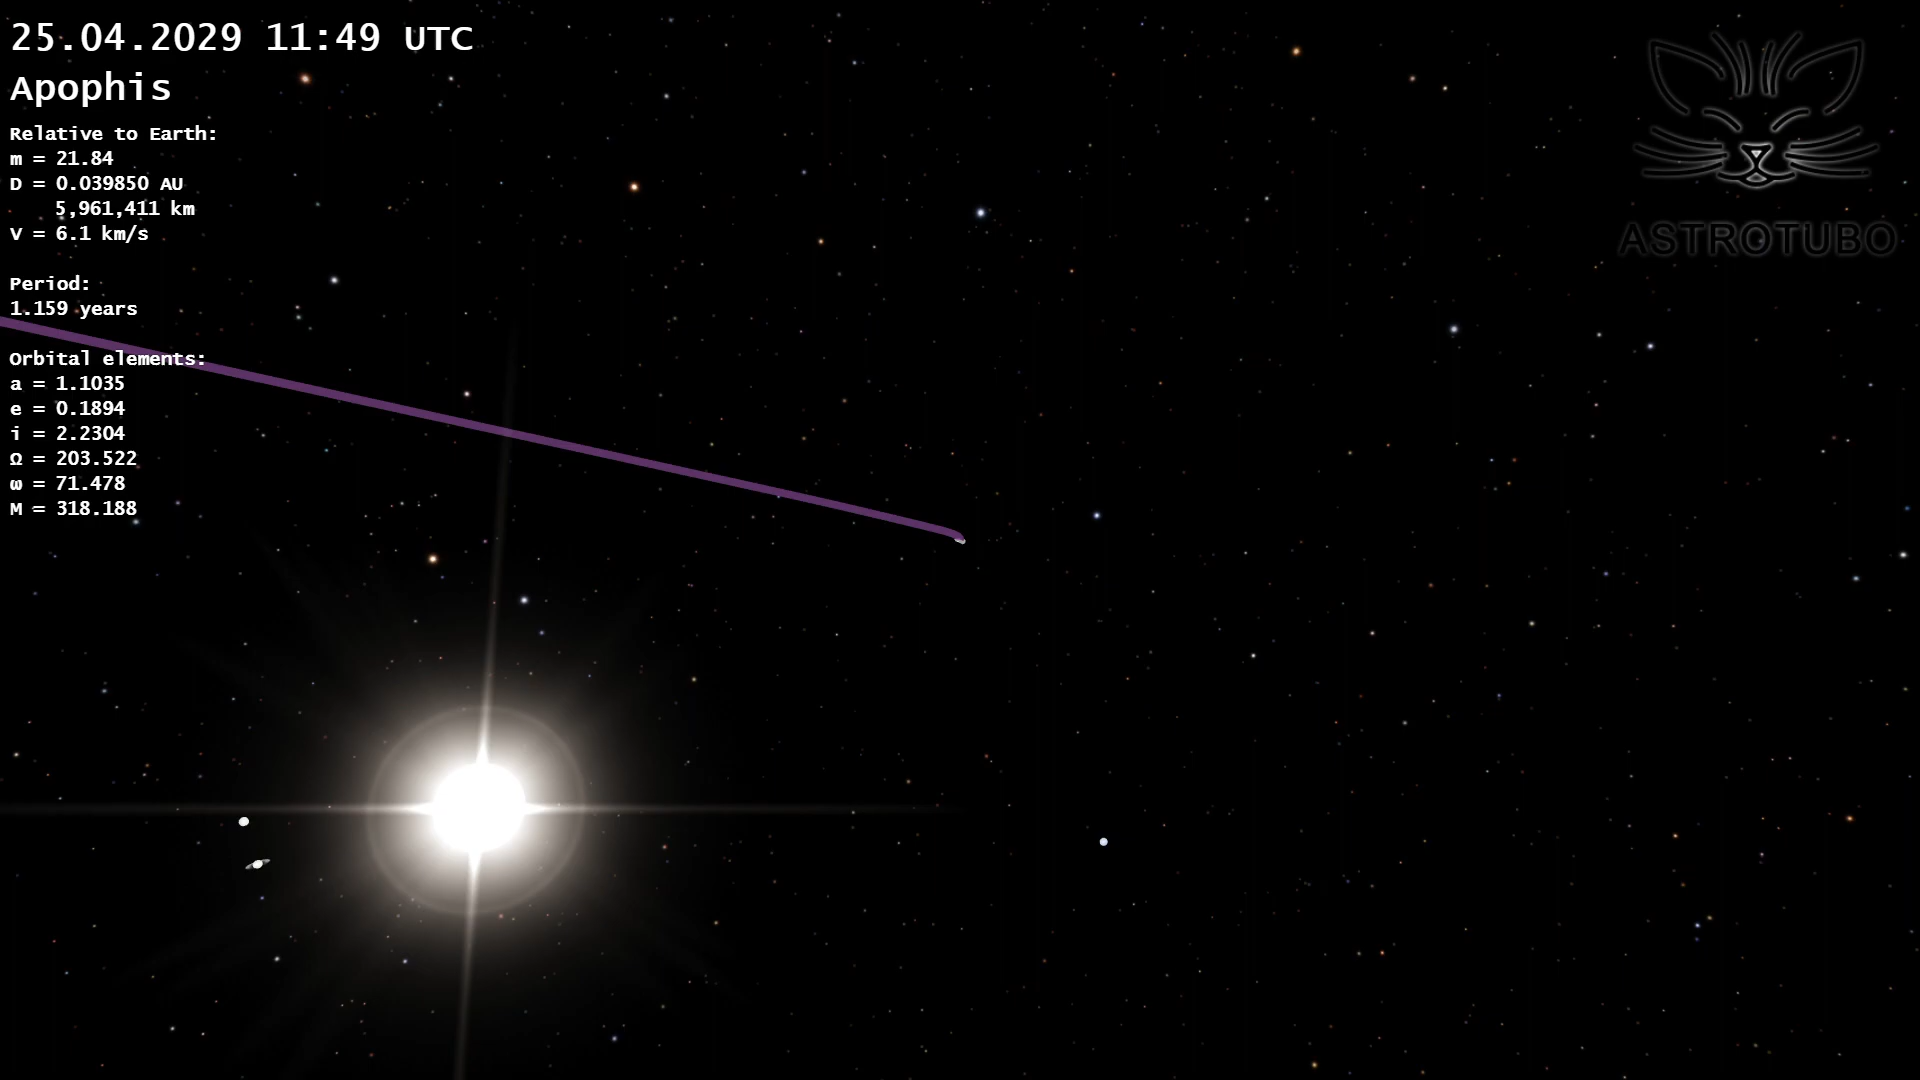 25.04.2029 11:49 UTC
Apophis
Relative to Earth:
m = 21.84
D = 0.039850 AU
5,961,411 km
V = 6.1 km/s
Period:
1.159 years
Orbital elements:
a = 1.1035
e = 0.1894
i = 2.2304
Ω = 203.522
ω = 71.478
M = 318.188
ASTROTUBO